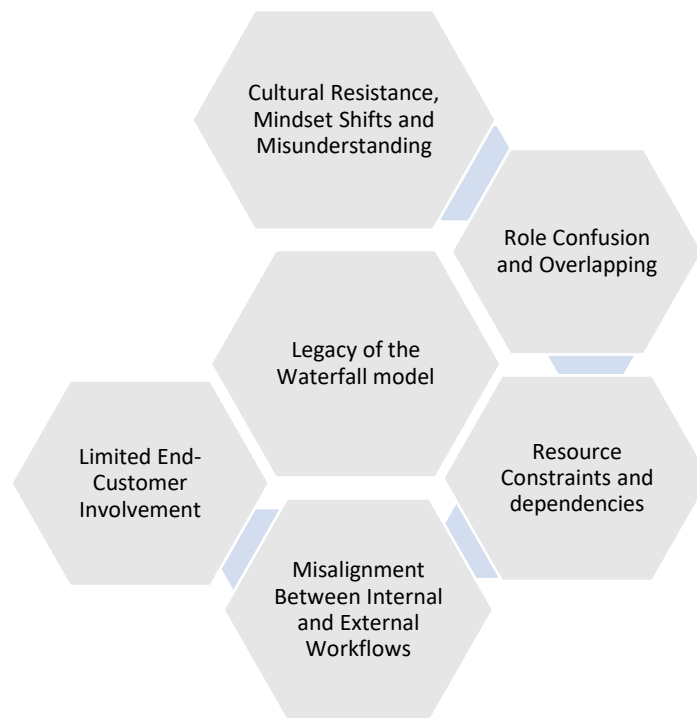 Cultural Resistance,
Mindset Shifts and
Misunderstanding
Role Confusion
and Overlapping
Legacy of the
Waterfall model
Resource
Constraints and
dependencies
Limited End-
Customer
Involvement
Misalignment
Between Internal
and External
Workflows